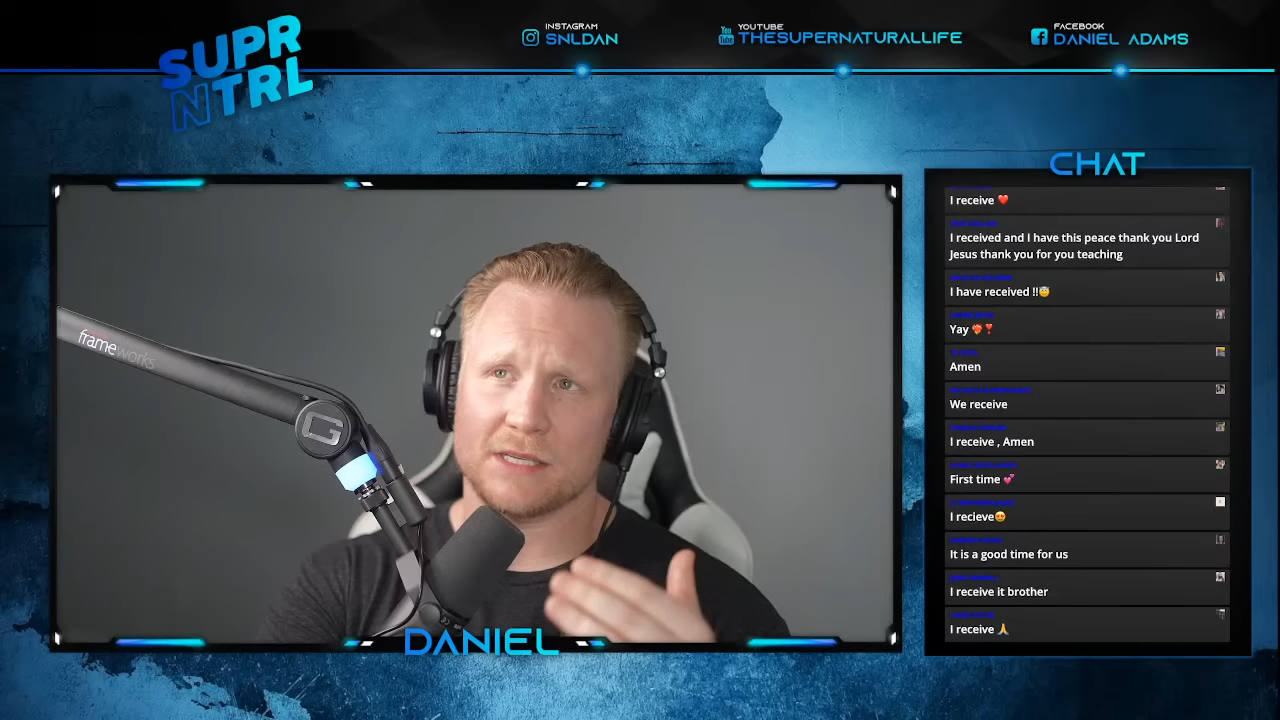 SUPR
NTRL
INSTAGRAM
SNLDAN
YOUTUBE
You
Tube
THESUPERNATURALLIFE
FACEBOOK
DANIEL ADAMS
CHAT
I receive ❤️
I received and I have this peace thank you Lord
Jesus thank you for you teaching
I have received !!😇
Yay ❤️‍🔥❣️
Amen
We receive
I receive , Amen
First time 💞
I recieve😍
It is a good time for us
I receive it brother
I receive 🙏
frameworks
G
DANIEL